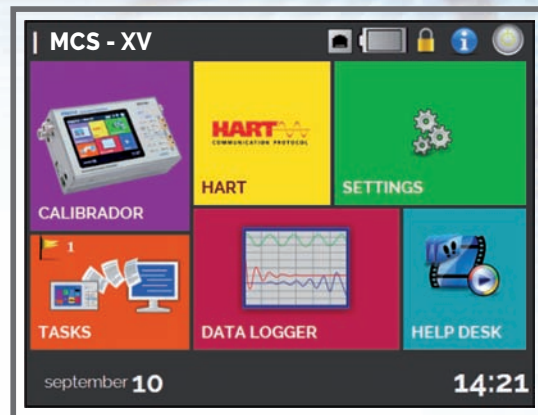 MCS - XV
HART
COMMUNICATION PROTOCOL
CALIBRADOR
HART
SETTINGS
1
TASKS
DATA LOGGER
HELP DESK
september 10
14:21